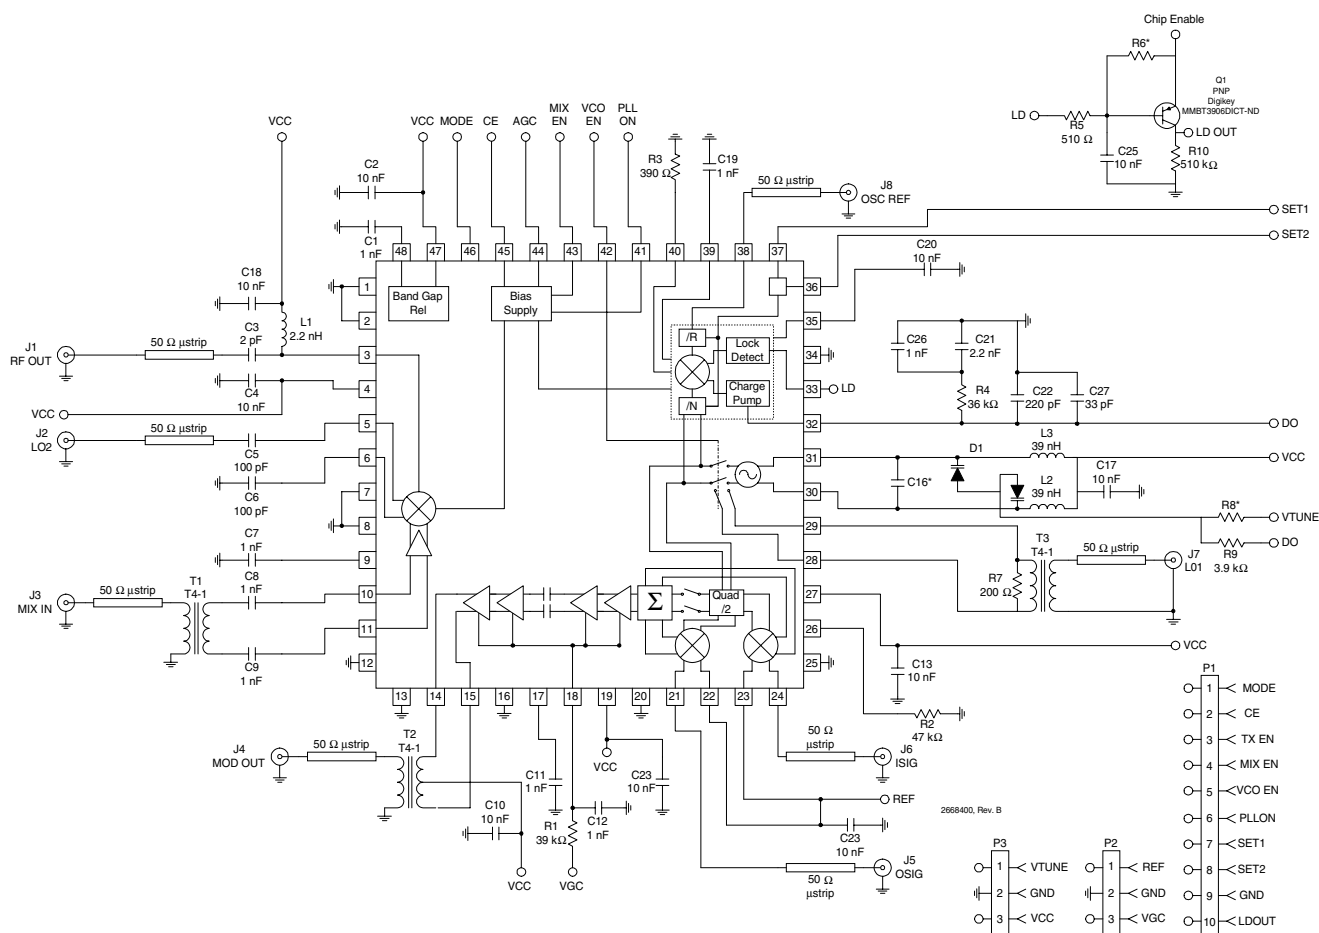 Chip Enable
R6*
Q1
PNP
Digikey
MMBT3906DICT-ND
LD
R5
510 Ω
LD OUT
C25
10 nF
R10
510 kΩ
VCC
VCC
MODE
CE
AGC
MIX
EN
VCO
EN
PLL
ON
C2
10 nF
C1
1 nF
R3
390 Ω
C19
1 nF
50 Ω µstrip
J8
OSC REF
SET1
SET2
48
47
46
45
44
43
42
41
40
39
38
37
C20
10 nF
C18
10 nF
L1
2.2 nH
C3
2 pF
J1
RF OUT
50 Ω µstrip
C4
10 nF
VCC
J2
LO2
50 Ω µstrip
C5
100 pF
C6
100 pF
C7
1 nF
C8
1 nF
J3
MIX IN
50 Ω µstrip
T1
T4-1
C9
1 nF
1
2
3
4
5
6
7
8
9
10
11
12
Band Gap
Rel
Bias
Supply
/R
Lock
Detect
Charge
Pump
/N
Σ
Quad
/2
36
35
34
33
LD
32
31
30
29
28
27
26
25
C26
1 nF
C21
2.2 nF
R4
36 kΩ
C22
220 pF
C27
33 pF
DO
L3
39 nH
D1
VCC
C16*
L2
39 nH
C17
10 nF
R8*
VTUNE
R9
3.9 kΩ
DO
T3
T4-1
50 Ω µstrip
J7
L01
R7
200 Ω
VCC
C13
10 nF
R2
47 kΩ
13
14
15
16
17
18
19
20
21
22
23
24
J4
MOD OUT
50 Ω µstrip
T2
T4-1
C10
10 nF
VCC
C11
1 nF
R1
39 kΩ
C12
1 nF
VGC
VCC
C23
10 nF
50 Ω
µstrip
J6
ISIG
REF
C23
10 nF
50 Ω
µstrip
J5
OSIG
2668400, Rev. B
P1
1 MODE
2 CE
3 TX EN
4 MIX EN
5 VCO EN
6 PLLON
7 SET1
8 SET2
9 GND
10 LDOUT
P3
1 VTUNE
2 GND
3 VCC
P2
1 REF
2 GND
3 VGC